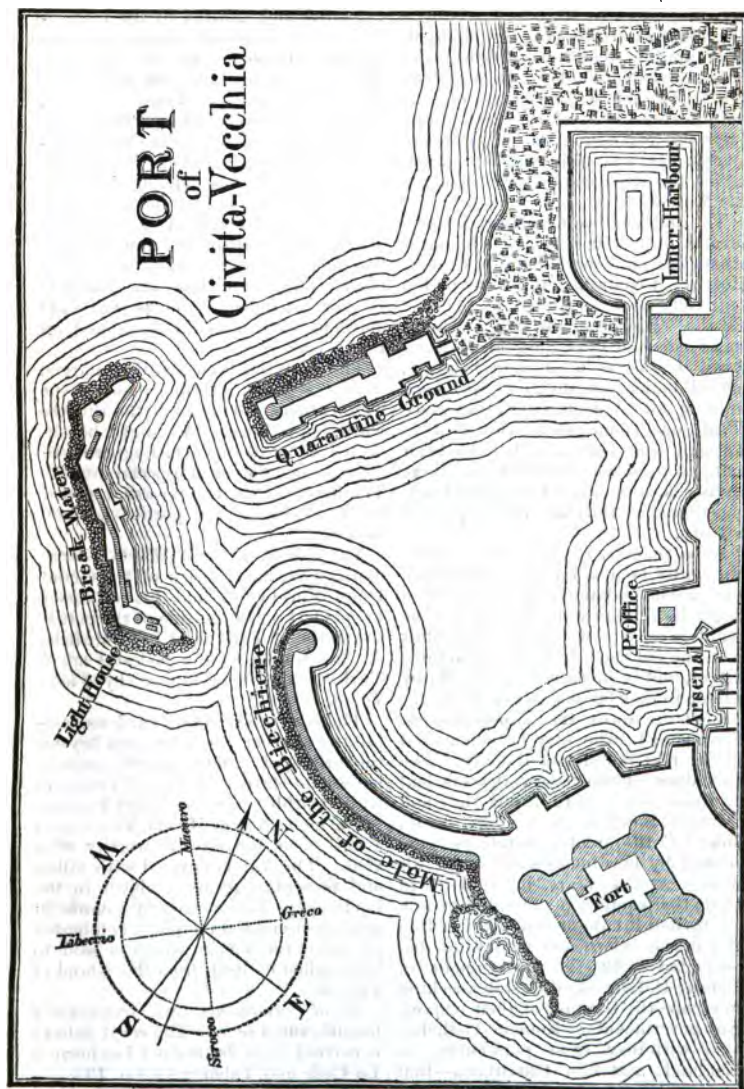 PORT
of
Civita-Vecchia
Break Water
Light House
Quarantine Ground
Inner Harbour
Mole of the Bicchiere
P. Office
Arsenal
Fort
W
Maestro
N
Greco
E
Sirocco
S
Libeccio